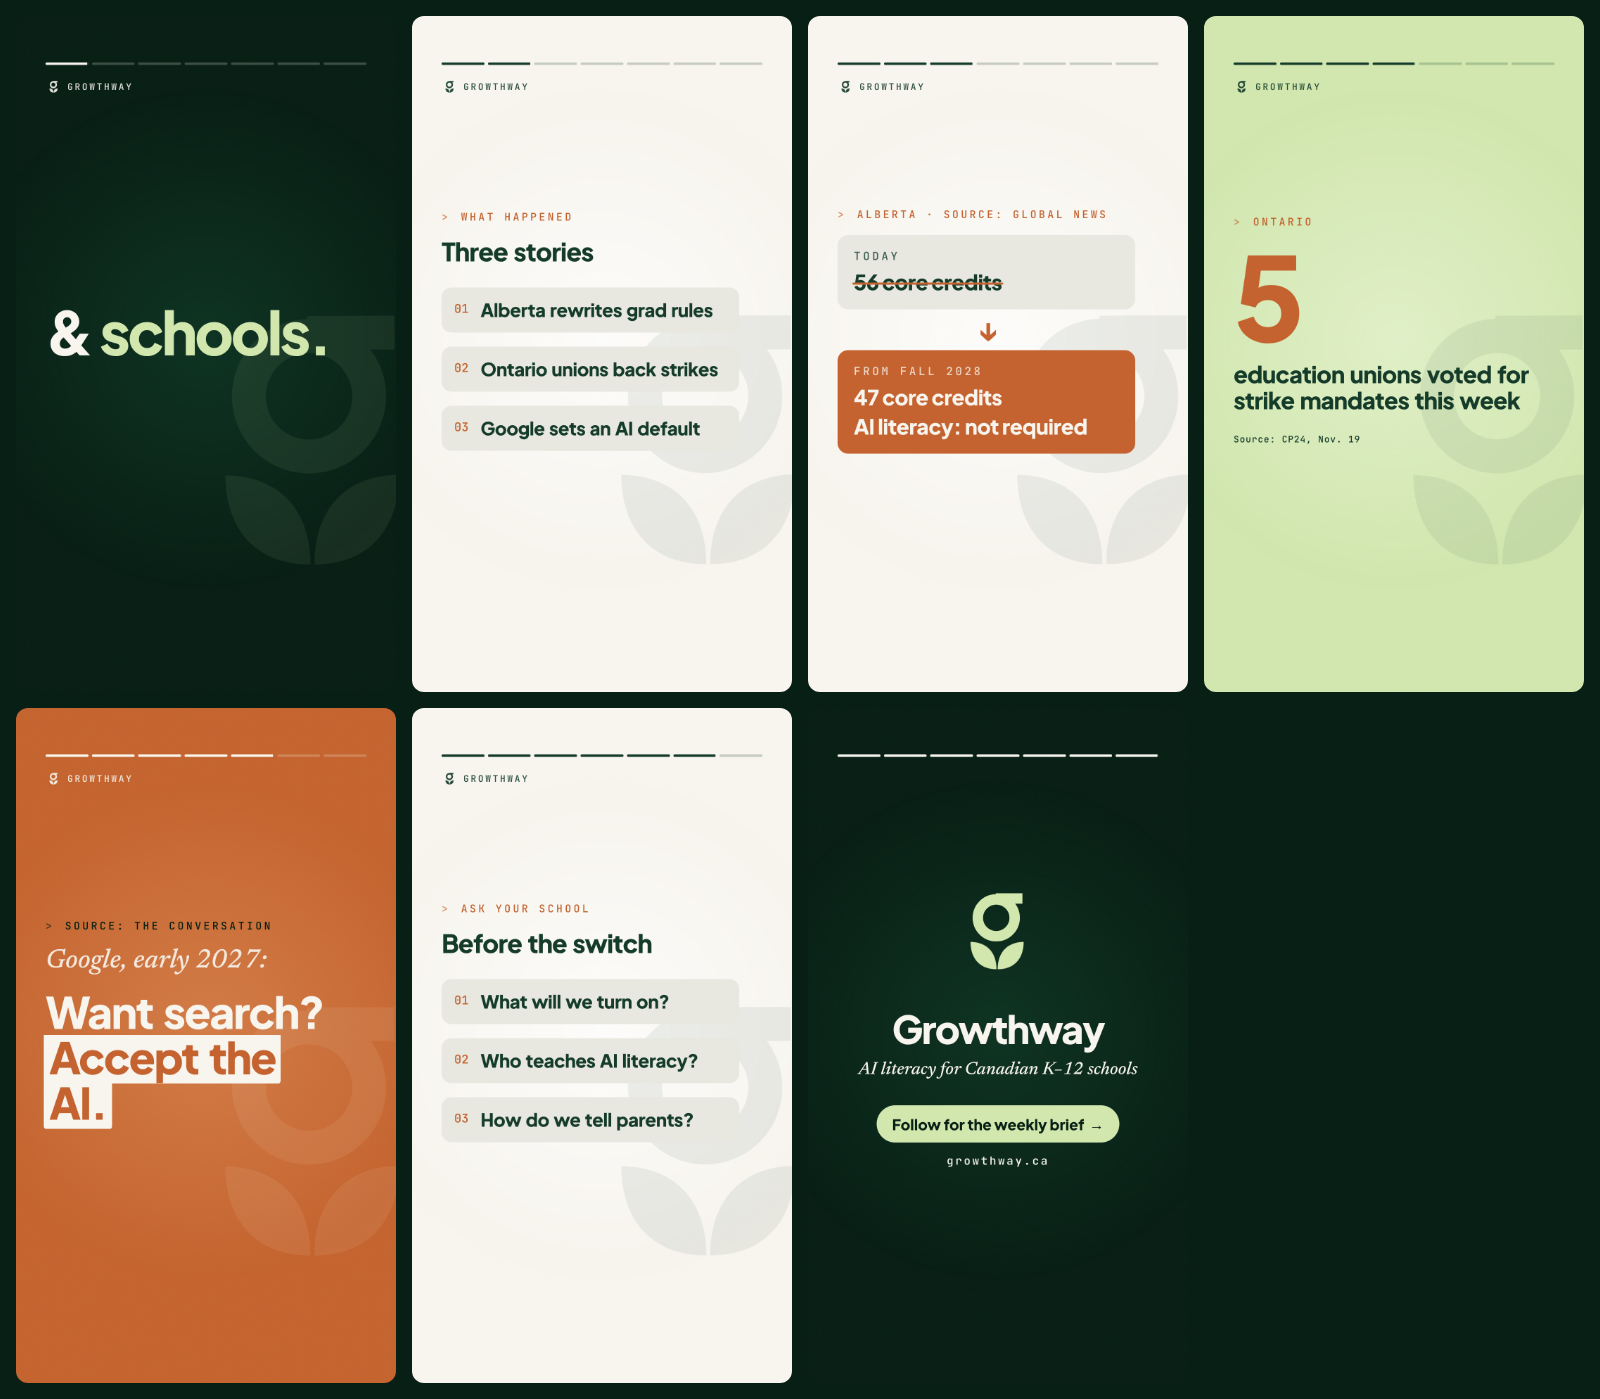 GROWTHWAY
& schools.
GROWTHWAY
> WHAT HAPPENED
Three stories
01 Alberta rewrites grad rules
02 Ontario unions back strikes
03 Google sets an AI default
GROWTHWAY
> ALBERTA · SOURCE: GLOBAL NEWS
TODAY
56 core credits
↓
FROM FALL 2028
47 core credits
AI literacy: not required
GROWTHWAY
> ONTARIO
5
education unions voted for
strike mandates this week
Source: CP24, Nov. 19
GROWTHWAY
> SOURCE: THE CONVERSATION
Google, early 2027:
Want search?
Accept the
AI.
GROWTHWAY
> ASK YOUR SCHOOL
Before the switch
01 What will we turn on?
02 Who teaches AI literacy?
03 How do we tell parents?
Growthway
AI literacy for Canadian K–12 schools
Follow for the weekly brief →
growthway.ca